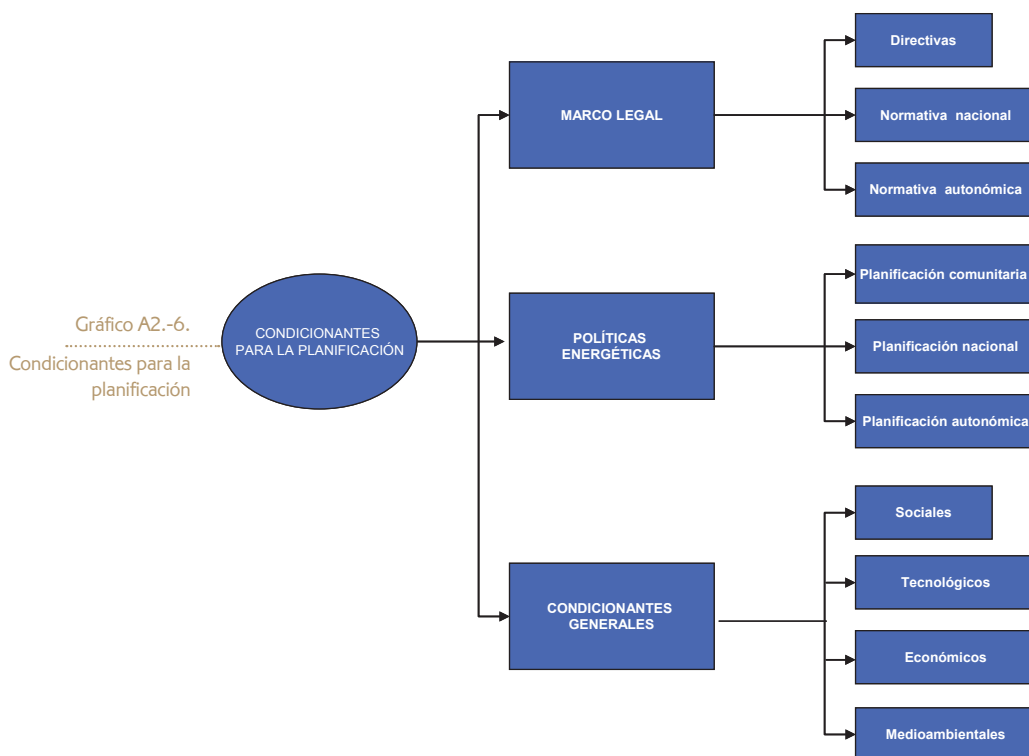 Gráfico A2.-6.
Condicionantes para la
planificación
CONDICIONANTES
PARA LA PLANIFICACIÓN
MARCO LEGAL
Directivas
Normativa nacional
Normativa autonómica
POLÍTICAS
ENERGÉTICAS
Planificación comunitaria
Planificación nacional
Planificación autonómica
CONDICIONANTES
GENERALES
Sociales
Tecnológicos
Económicos
Medioambientales